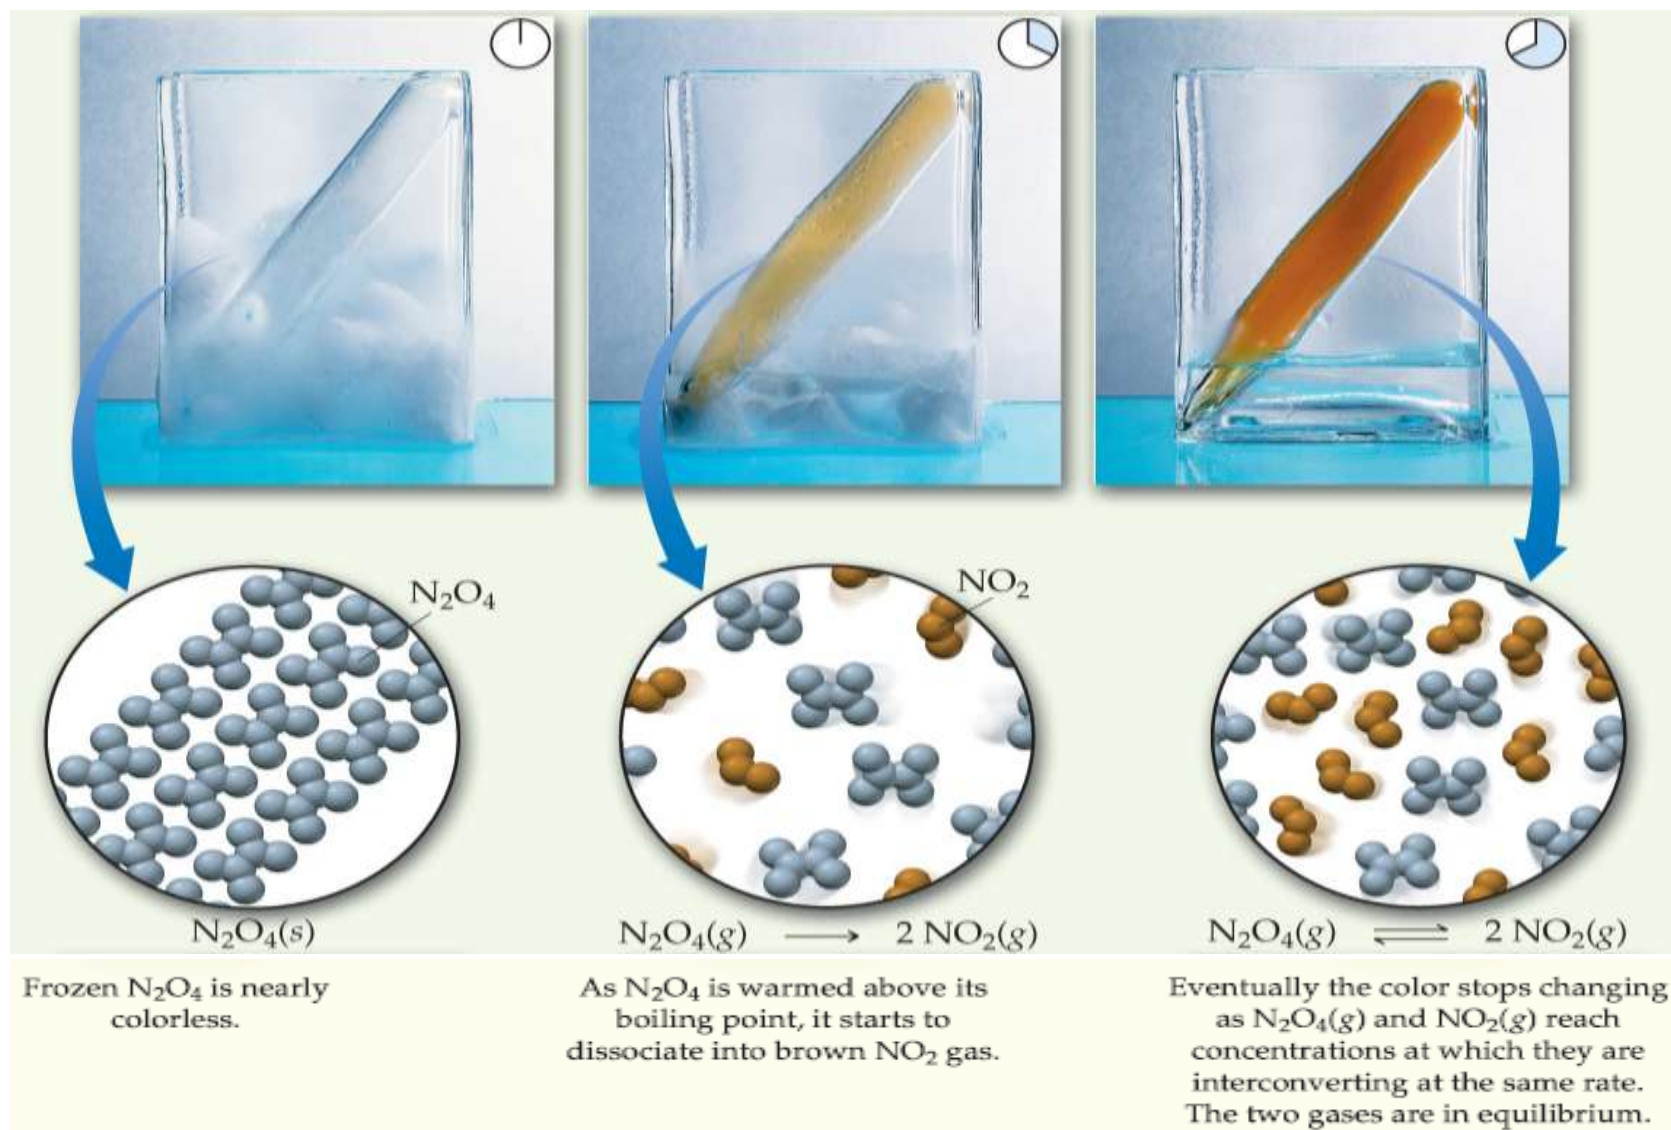 N₂O₄
NO₂
N₂O₄(s)
N₂O₄(g) ⟶ 2 NO₂(g)
N₂O₄(g) ⇌ 2 NO₂(g)
Frozen N₂O₄ is nearly
colorless.
As N₂O₄ is warmed above its
boiling point, it starts to
dissociate into brown NO₂ gas.
Eventually the color stops changing
as N₂O₄(g) and NO₂(g) reach
concentrations at which they are
interconverting at the same rate.
The two gases are in equilibrium.